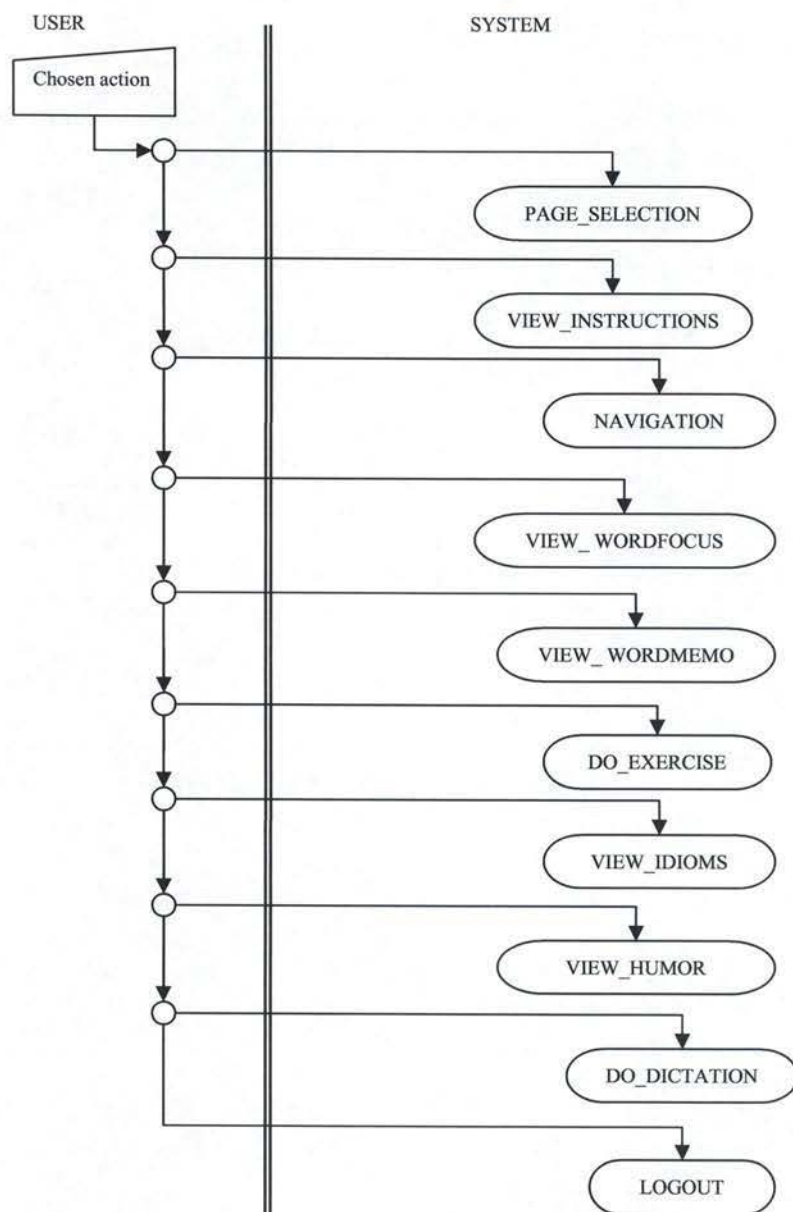 USER
SYSTEM
Chosen action
PAGE_SELECTION
VIEW_INSTRUCTIONS
NAVIGATION
VIEW_ WORDFOCUS
VIEW_ WORDMEMO
DO_EXERCISE
VIEW_IDIOMS
VIEW_HUMOR
DO_DICTATION
LOGOUT